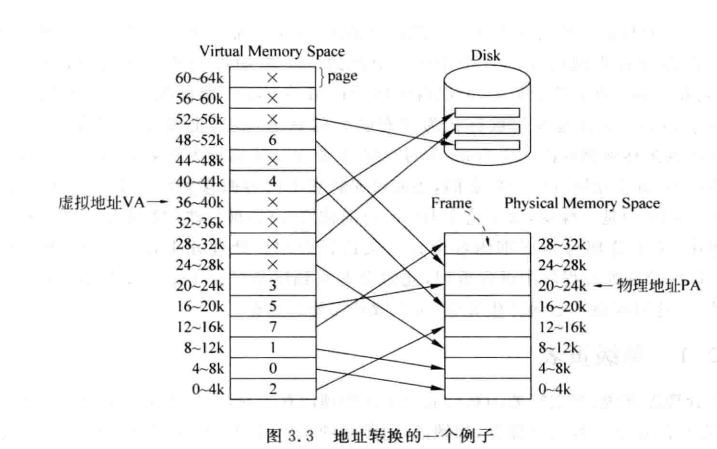 Virtual Memory Space
Disk
60~64k ×
page
56~60k ×
52~56k ×
48~52k 6
44~48k ×
40~44k 4
虚拟地址VA
36~40k ×
32~36k ×
28~32k ×
24~28k ×
20~24k 3
16~20k 5
12~16k 7
8~12k 1
4~8k 0
0~4k 2
Frame
Physical Memory Space
28~32k
24~28k
20~24k
物理地址PA
16~20k
12~16k
8~12k
4~8k
0~4k
图 3.3 地址转换的一个例子